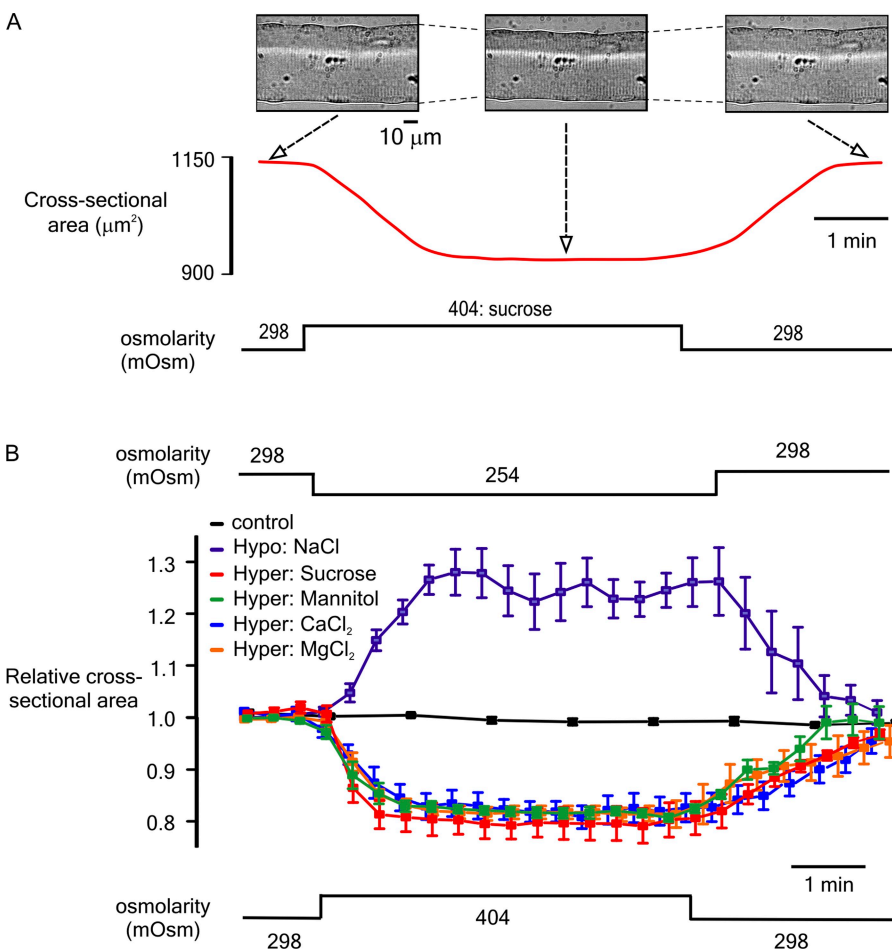 A
10 μm
1150
Cross-sectional
area (μm²)
900
1 min
404: sucrose
298
298
osmolarity
(mOsm)
B
osmolarity
(mOsm)
298
254
298
control
Hypo: NaCl
Hyper: Sucrose
Hyper: Mannitol
Hyper: CaCl₂
Hyper: MgCl₂
1.3
1.2
1.1
1.0
0.9
0.8
Relative cross-
sectional area
1 min
osmolarity
(mOsm)
298
404
298